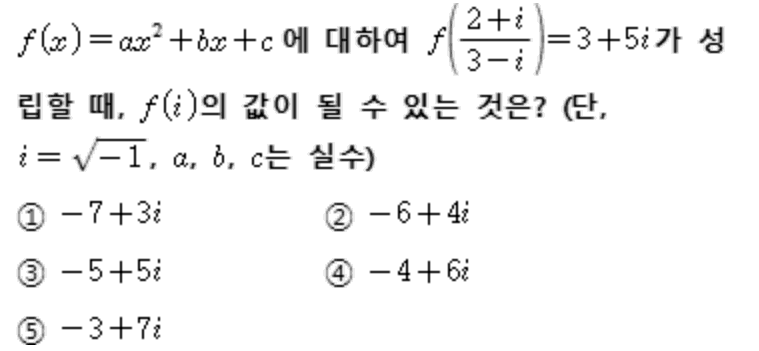 f(x)=ax²+bx+c 에 대하여 f((2+i)/(3-i))=3+5i가 성
립할 때, f(i)의 값이 될 수 있는 것은? (단,
i=√-1, a, b, c는 실수)
① -7+3i ② -6+4i
③ -5+5i ④ -4+6i
⑤ -3+7i